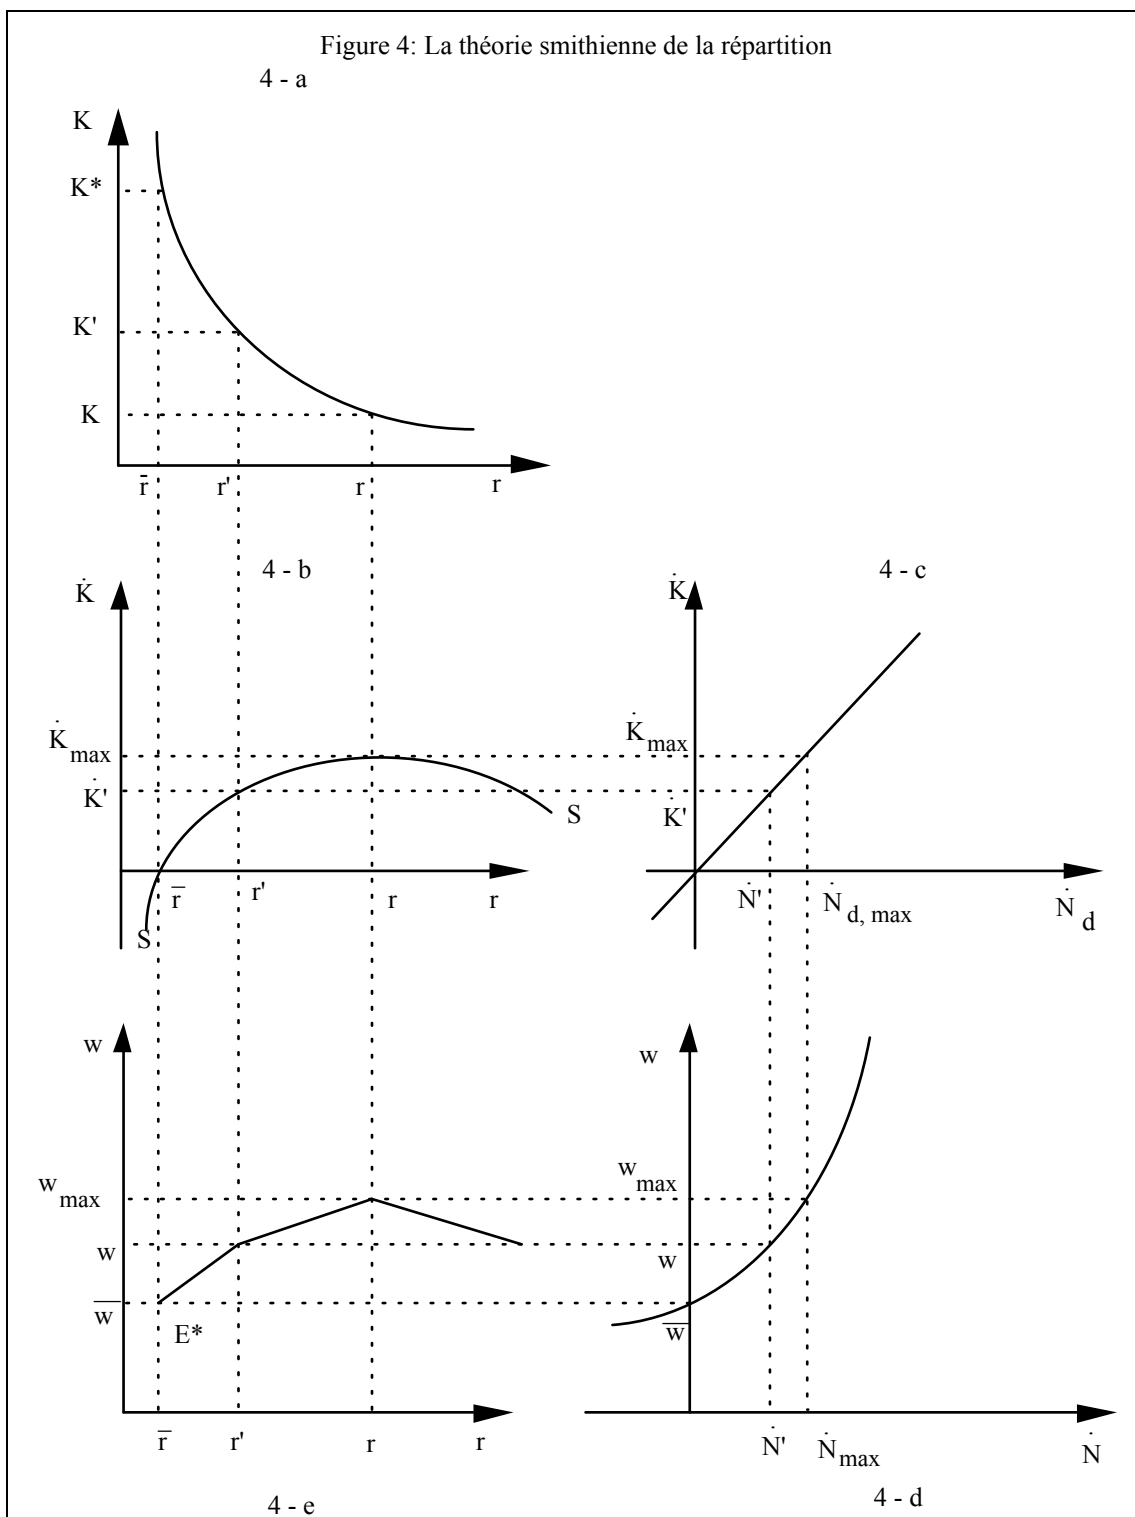 Figure 4: La théorie smithienne de la répartition
4 - a
K
K*
K'
K
r̄ r' r r
4 - b 4 - c
K̇ K̇
K̇max K̇max
K̇' K̇'
S
r̄ r' r r Ṅ' Ṅd, max Ṅd
S
w w
wmax wmax
w w
w̄ w̄
E*
r̄ r' r r Ṅ' Ṅmax Ṅ
4 - e 4 - d